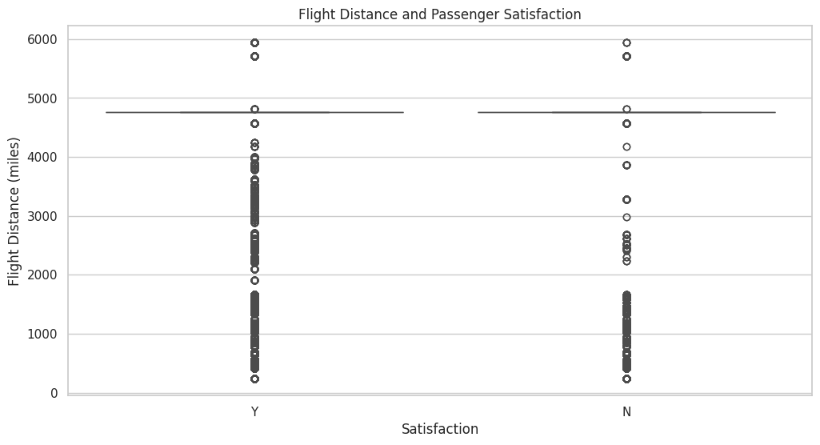 Flight Distance and Passenger Satisfaction
6000
5000
4000
3000
2000
1000
0
Flight Distance (miles)
Y
N
Satisfaction